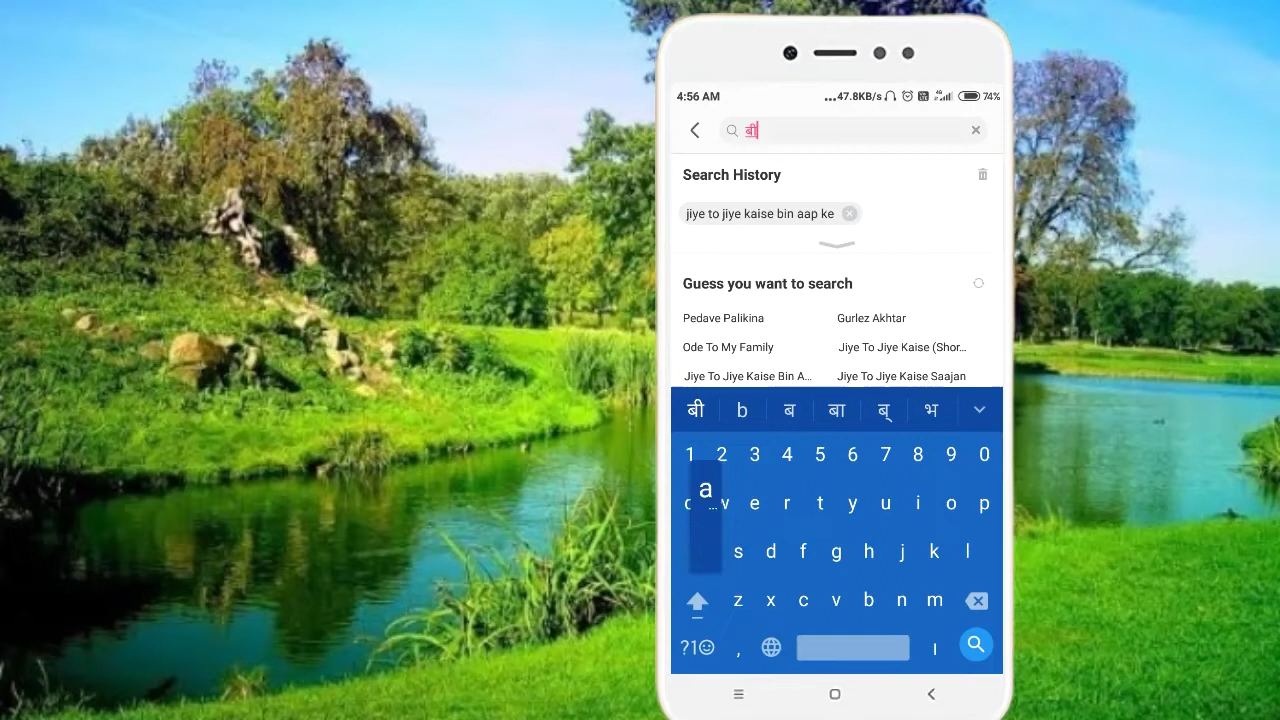 4:56 AM ...47.8KB/s 4G 74%
बी
Search History
jiye to jiye kaise bin aap ke
Guess you want to search
Pedave Palikina Gurlez Akhtar
Ode To My Family Jiye To Jiye Kaise (Shor...
Jiye To Jiye Kaise Bin A... Jiye To Jiye Kaise Saajan
बी b ब बा ब् भ
1 2 3 4 5 6 7 8 9 0
a
e r t y u i o p
s d f g h j k l
z x c v b n m
?1 , ।